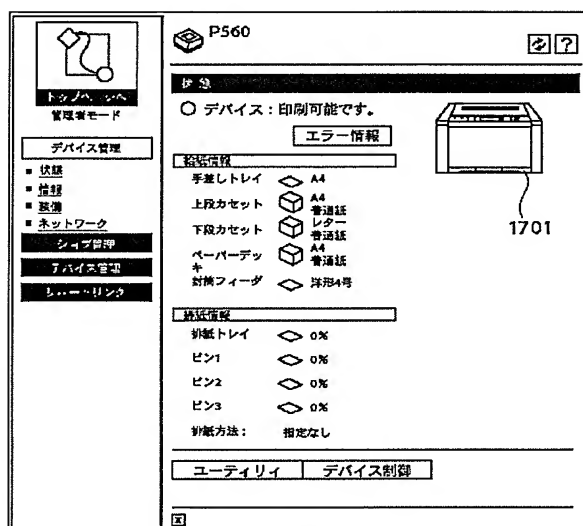 P560
?
トップページへ
管理者モード
デバイス管理
状態
情報
装備
ネットワーク
ジョブ管理
デバイス管理
状態
デバイス：印刷可能です。
エラー情報
1701
給紙情報
手差しトレイ A4
上段カセット A4 普通紙
下段カセット レター 普通紙
ペーパーデッキ A4 普通紙
封筒フィーダ 洋形4号
排紙情報
排紙トレイ 0%
ビン1 0%
ビン2 0%
ビン3 0%
排紙方法： 指定なし
ユーティリィ デバイス制御